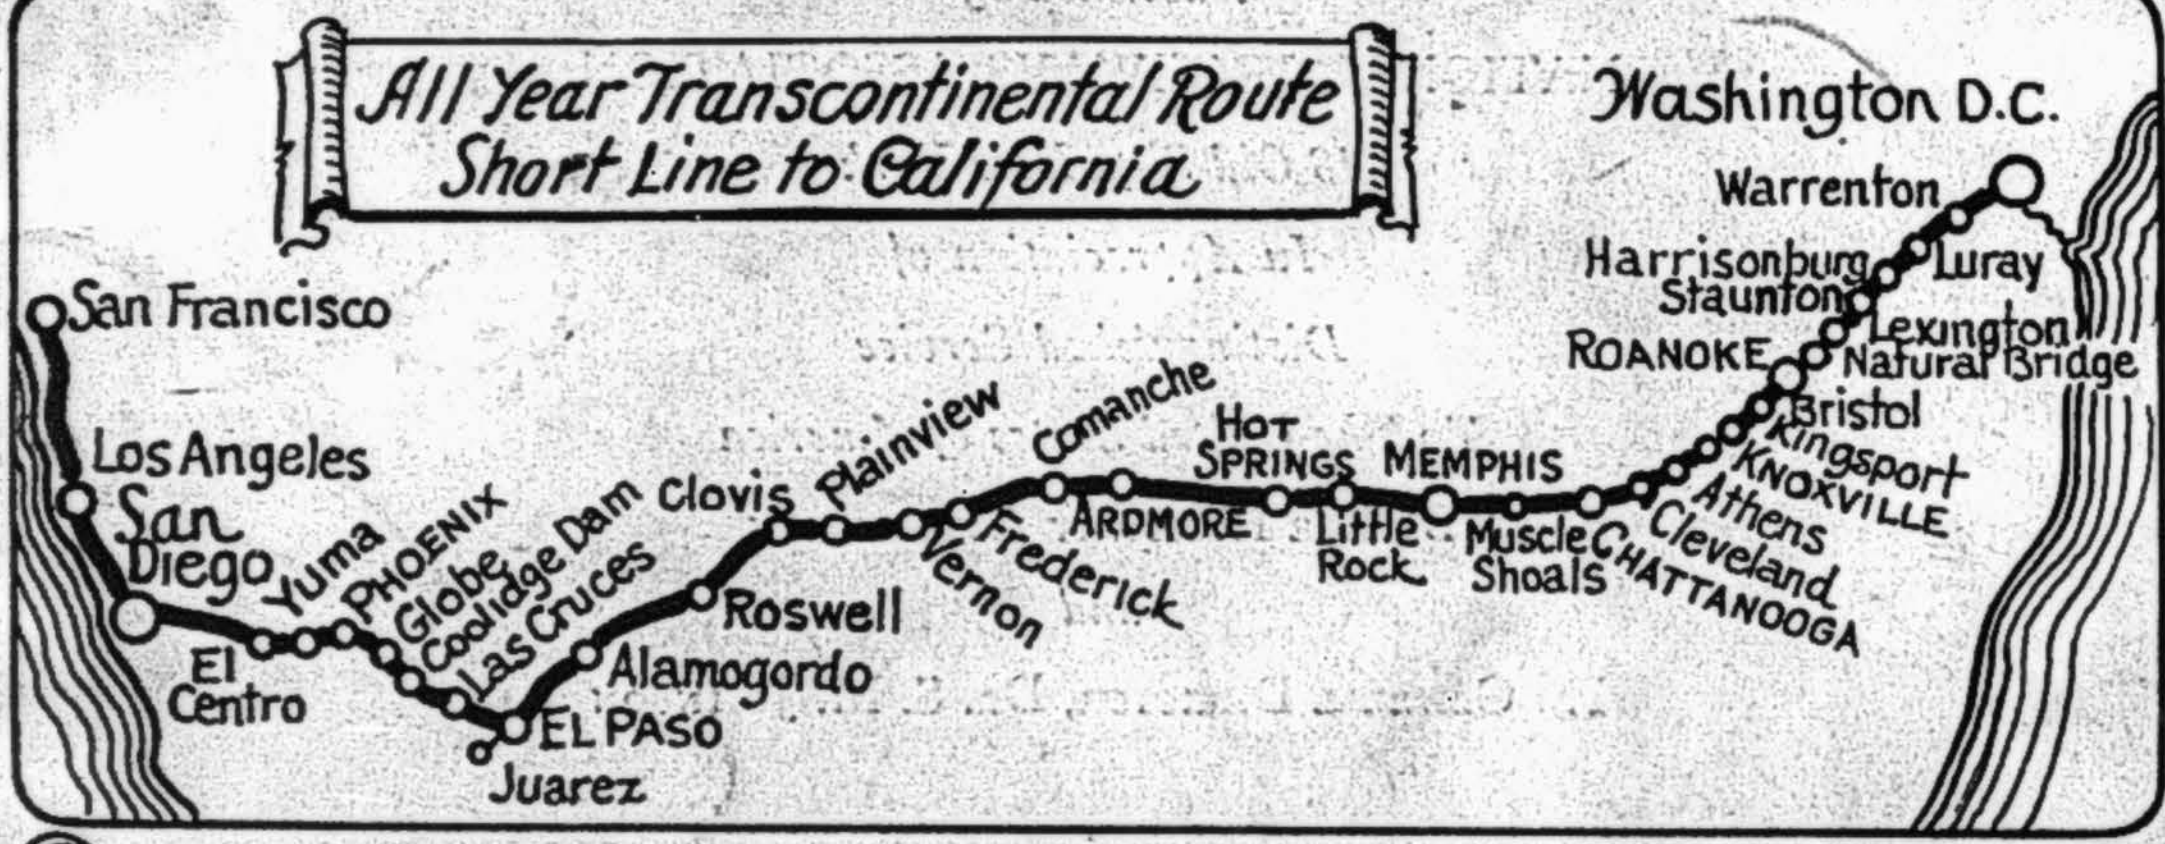 All Year Transcontinental Route
Short Line to California
Washington D.C.
Warrenton
Luray
Harrisonburg
Staunton
Lexington
Natural Bridge
ROANOKE
Bristol
Kingsport
KNOXVILLE
Athens
Cleveland
CHATTANOOGA
Muscle
Shoals
MEMPHIS
Little
Rock
HOT
SPRINGS
ARDMORE
Comanche
Frederick
Vernon
Plainview
Clovis
Roswell
Alamogordo
EL PASO
Juarez
Las Cruces
Coolidge Dam
Globe
PHOENIX
Yuma
El
Centro
San
Diego
Los Angeles
San Francisco